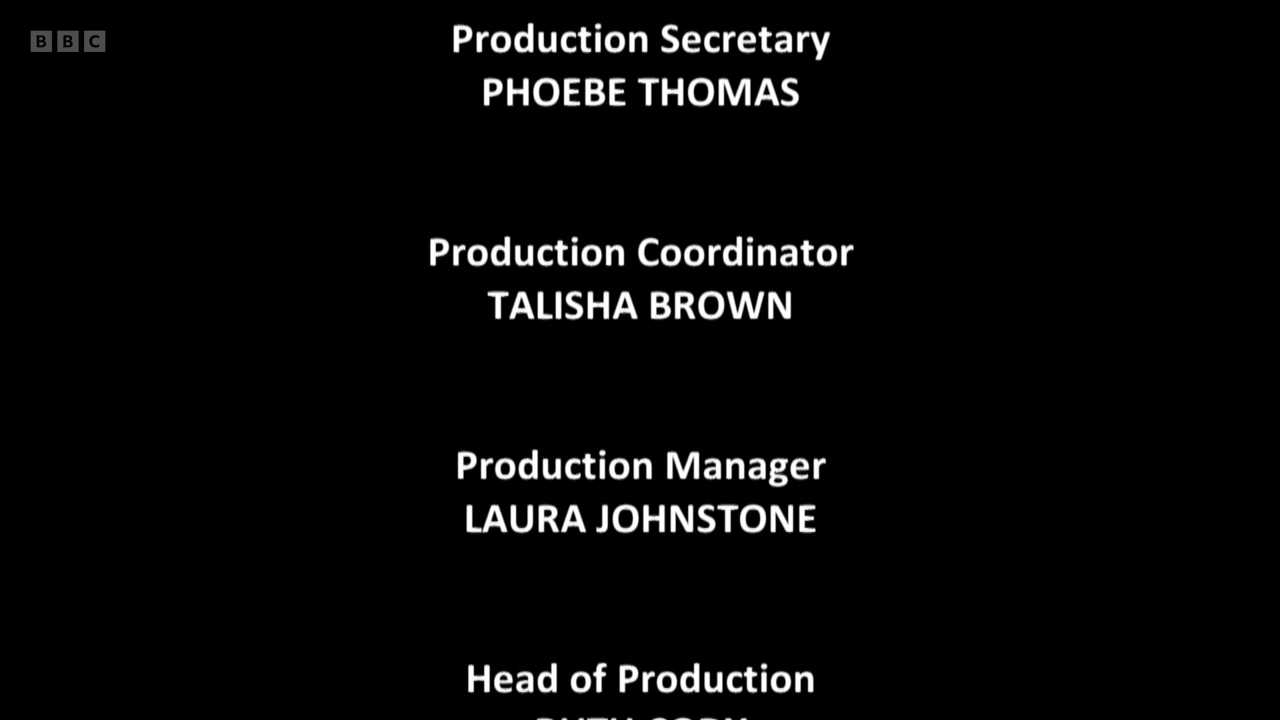 BBC
Production Secretary
PHOEBE THOMAS
Production Coordinator
TALISHA BROWN
Production Manager
LAURA JOHNSTONE
Head of Production